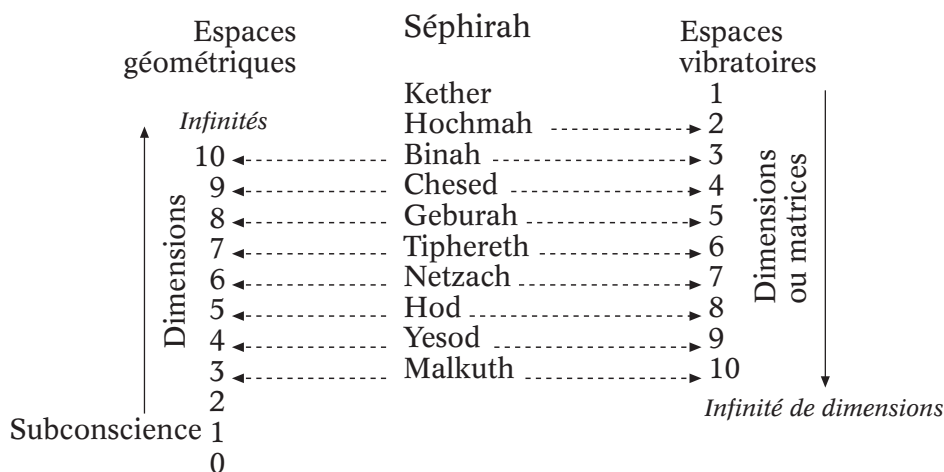 Espaces géométriques
Séphirah
Espaces vibratoires
Kether 1
Infinités Hochmah 2
10 Binah 3
9 Chesed 4
8 Geburah 5
7 Tiphereth 6
6 Netzach 7
5 Hod 8
4 Yesod 9
3 Malkuth 10
2
Subconscience 1
0
Dimensions
Dimensions
ou matrices
Infinité de dimensions